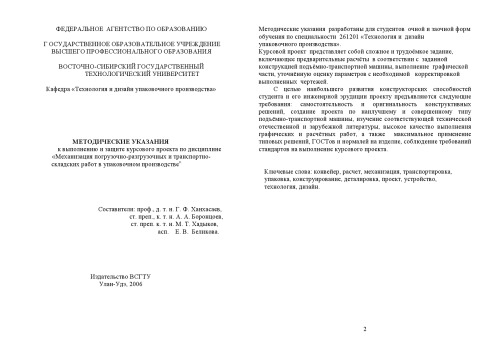 ФЕДЕРАЛЬНОЕ АГЕНТСТВО ПО ОБРАЗОВАНИЮ
Г ОСУДАРСТВЕННОЕ ОБРАЗОВАТЕЛЬНОЕ УЧРЕЖДЕНИЕ
ВЫСШЕГО ПРОФЕССИОНАЛЬНОГО ОБРАЗОВАНИЯ
ВОСТОЧНО-СИБИРСКИЙ ГОСУДАРСТВЕННЫЙ
ТЕХНОЛОГИЧЕСКИЙ УНИВЕРСИТЕТ
Кафедра «Технология и дизайн упаковочного производства»
МЕТОДИЧЕСКИЕ УКАЗАНИЯ
к выполнению и защите курсового проекта по дисциплине
«Механизация погрузочно-разгрузочных и транспортно-
складских работ в упаковочном производстве"
Составители: проф., д. т. н. Г. Ф. Ханхасаев,
ст. преп., к. т. н. А. А. Боровцоев,
ст. преп. к. т. н. М. Т. Хадыков,
асп. Е. В. Беликова.
Издательство ВСГТУ
Улан-Удэ, 2006
Методические указания разработаны для студентов очной и заочной форм
обучения по специальности 261201 «Технология и дизайн
упаковочного производства».
Курсовой проект представляет собой сложное и трудоёмкое задание,
включающее предварительные расчёты в соответствии с заданной
конструкцией подъёмно-транспортной машины, выполнение графической
части, уточнённую оценку параметров с необходимой корректировкой
выполненных чертежей.
С целью наибольшего развития конструкторских способностей
студента и его инженерной эрудиции проекту предъявляются следующие
требования: самостоятельность и оригинальность конструктивных
решений, создание проекта по наилучшему и совершенному типу
подъёмно-транспортной машины, изучение соответствующей технической
отечественной и зарубежной литературы, высокое качество выполнения
графических и расчётных работ, а также максимальное применение
типовых решений, ГОСТов и нормалей на изделие, соблюдение требований
стандартов на выполнение курсового проекта.
Ключевые слова: конвейер, расчет, механизация, транспортировка,
упаковка, конструирование, деталировка, проект, устройство,
технология, дизайн.
2